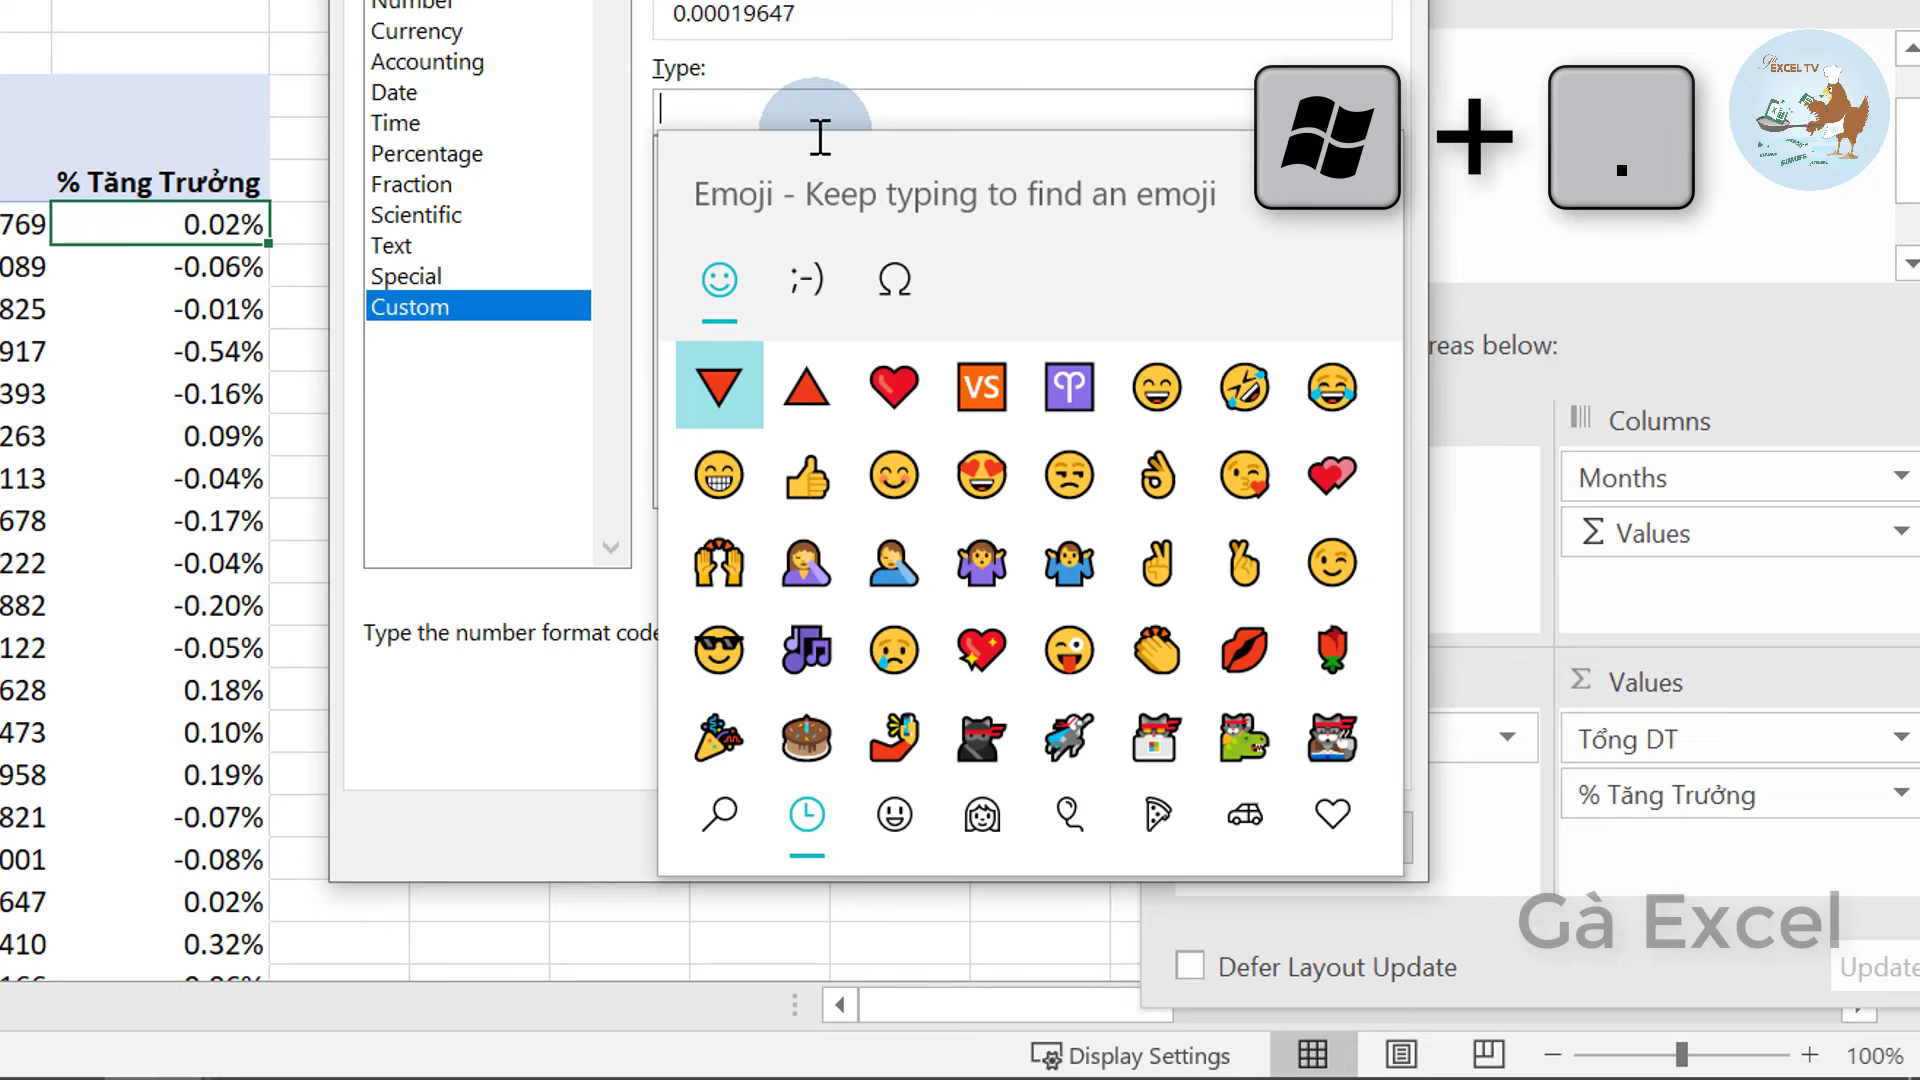 Number
Currency
Accounting
Date
Time
Percentage
Fraction
Scientific
Text
Special
Custom
0.00019647
Type:
Emoji - Keep typing to find an emoji
;-)
Ω
VS
+
.
EXCEL TV
% Tăng Trưởng
769 0.02%
089 -0.06%
825 -0.01%
917 -0.54%
393 -0.16%
263 0.09%
113 -0.04%
678 -0.17%
222 -0.04%
882 -0.20%
122 -0.05%
628 0.18%
473 0.10%
958 0.19%
821 -0.07%
001 -0.08%
647 0.02%
410 0.32%
Type the number format code
reas below:
Columns
Months
Σ Values
Σ Values
Tổng DT
% Tăng Trưởng
Gà Excel
Defer Layout Update
Update
Display Settings
100%